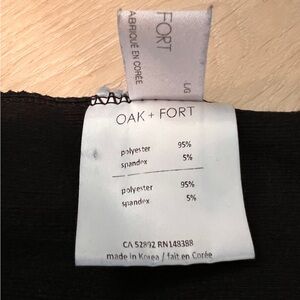 FORT
FABRIQUÉ EN CORÉE
L/G
OAK + FORT
polyester 95%
spandex 5%
polyester 95%
spandex 5%
CA 52892 RN148388
made in Korea / fait en Corée